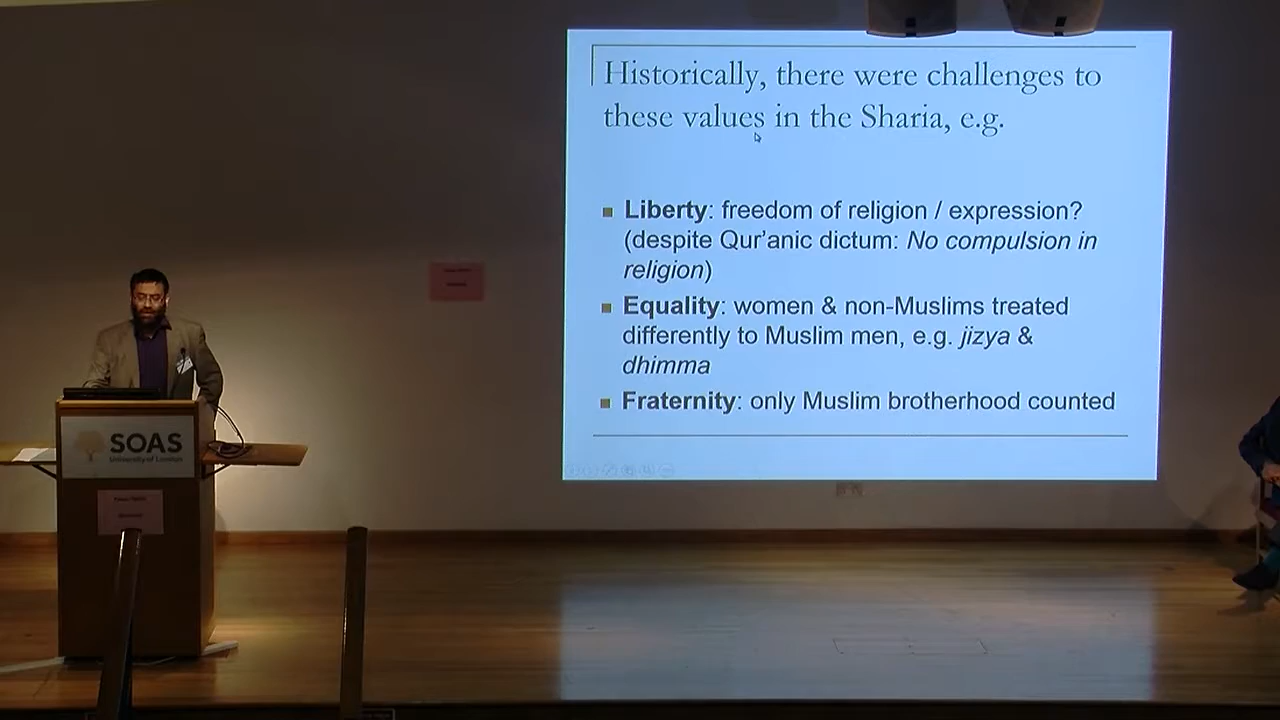 Historically, there were challenges to
these values in the Sharia, e.g.
■ Liberty: freedom of religion / expression?
(despite Qur’anic dictum: No compulsion in
religion)
■ Equality: women & non-Muslims treated
differently to Muslim men, e.g. jizya &
dhimma
■ Fraternity: only Muslim brotherhood counted
SOAS
University of London